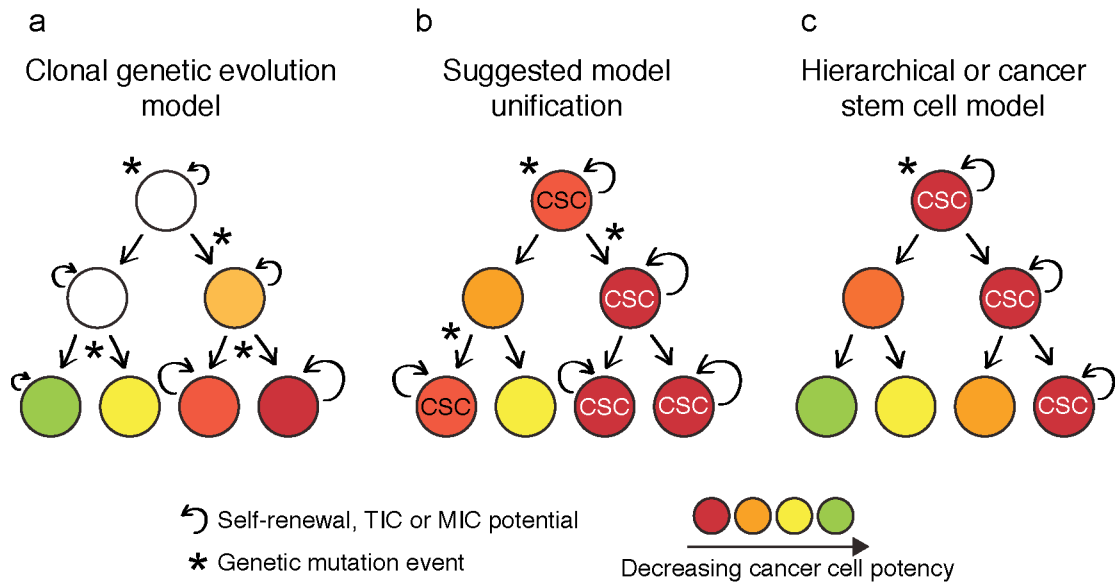 a
Clonal genetic evolution
model
b
Suggested model
unification
c
Hierarchical or cancer
stem cell model
*
*
*
*
*
CSC
*
CSC
*
CSC
CSC
CSC
*
CSC
CSC
CSC
Self-renewal, TIC or MIC potential
* Genetic mutation event
Decreasing cancer cell potency